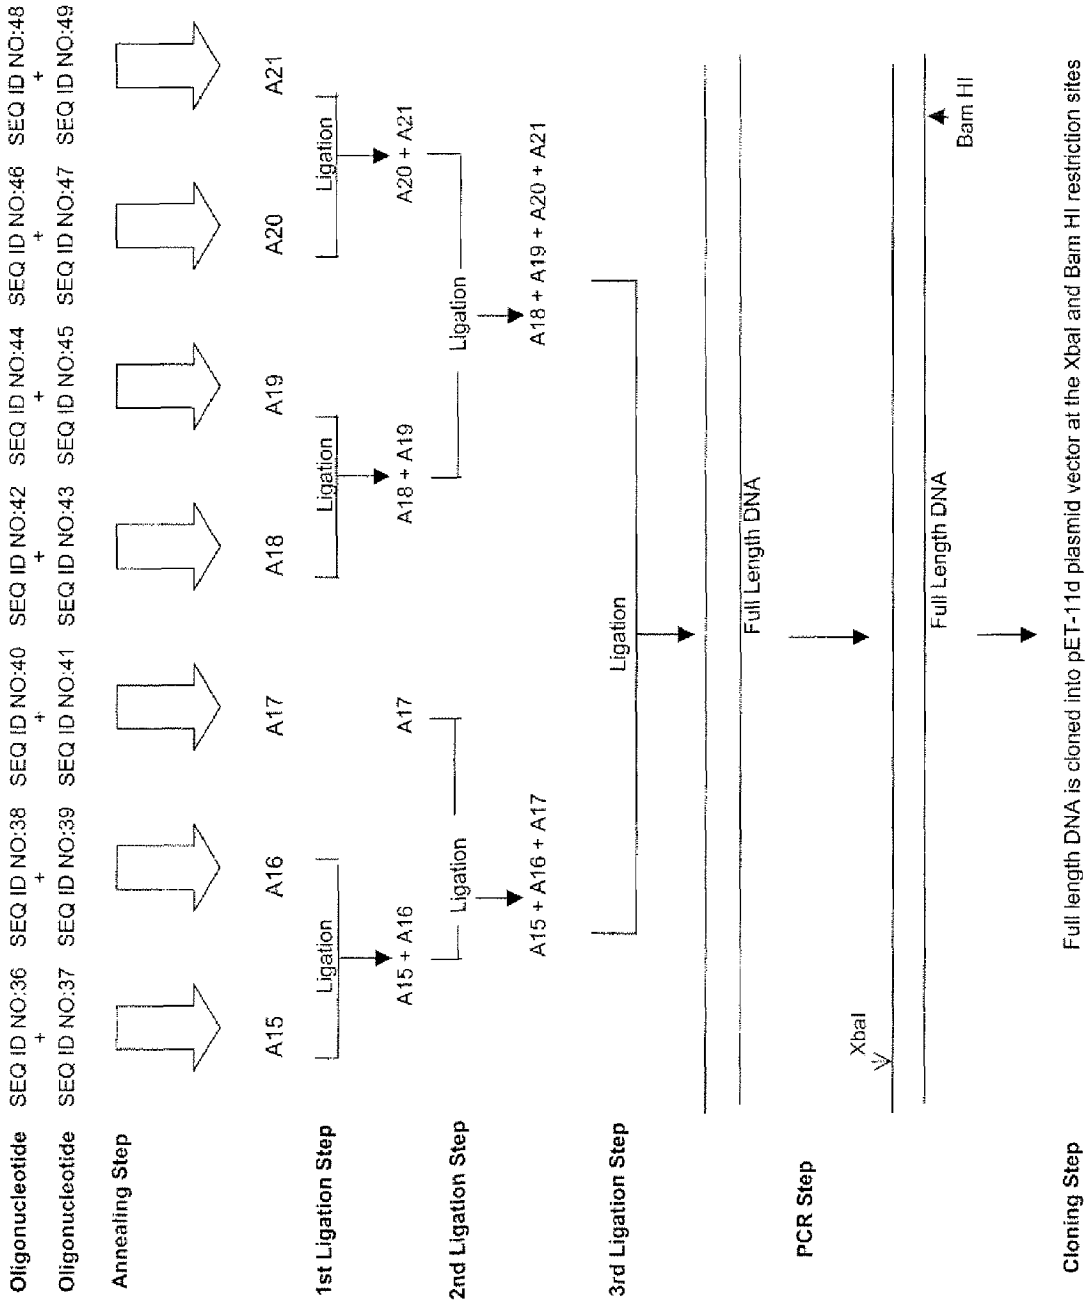 Oligonucleotide SEQ ID NO:36 SEQ ID NO:38 SEQ ID NO:40 SEQ ID NO:42 SEQ ID NO:44 SEQ ID NO:46 SEQ ID NO:48
+ + + + + + +
Oligonucleotide SEQ ID NO:37 SEQ ID NO:39 SEQ ID NO:41 SEQ ID NO:43 SEQ ID NO:45 SEQ ID NO:47 SEQ ID NO:49
Annealing Step
A15 A16 A17 A18 A19 A20 A21
1st Ligation Step Ligation Ligation Ligation
A15 + A16 A17 A18 + A19 A20 + A21
2nd Ligation Step Ligation Ligation
A15 + A16 + A17 A18 + A19 + A20 + A21
3rd Ligation Step Ligation
Full Length DNA
PCR Step
XbaI
Full Length DNA
Bam HI
Cloning Step Full length DNA is cloned into pET-11d plasmid vector at the XbaI and Bam HI restriction sites